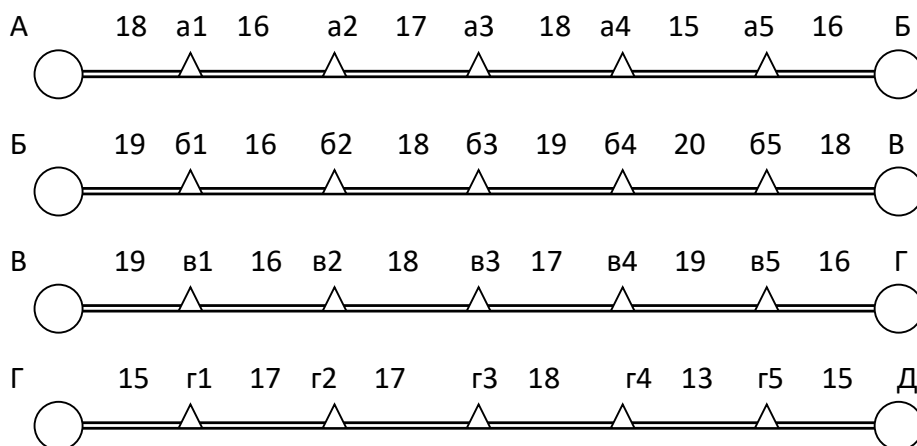 А 18 а1 16 а2 17 а3 18 а4 15 а5 16 Б
Б 19 б1 16 б2 18 б3 19 б4 20 б5 18 В
В 19 в1 16 в2 18 в3 17 в4 19 в5 16 Г
Г 15 г1 17 г2 17 г3 18 г4 13 г5 15 Д